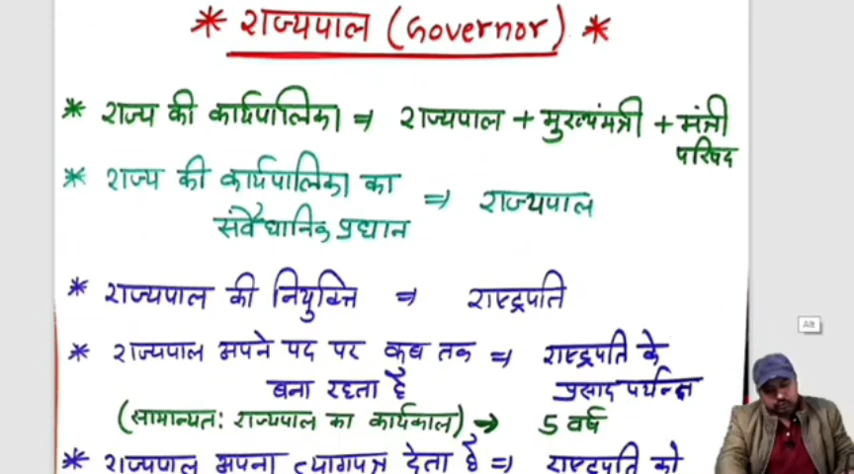 * राज्यपाल (Governor) *
* राज्य की कार्यपालिका ⇒ राज्यपाल + मुख्यमंत्री + मंत्री
परिषद
* राज्य की कार्यपालिका का
संवैधानिक प्रधान ⇒ राज्यपाल
* राज्यपाल की नियुक्ति ⇒ राष्ट्रपति
* राज्यपाल अपने पद पर कब तक ⇒ राष्ट्रपति के
बना रहता है प्रसाद पर्यन्त
(सामान्यत: राज्यपाल का कार्यकाल) → 5 वर्ष
* राज्यपाल अपना त्यागपत्र देता है ⇒ राष्ट्रपति को
Alt